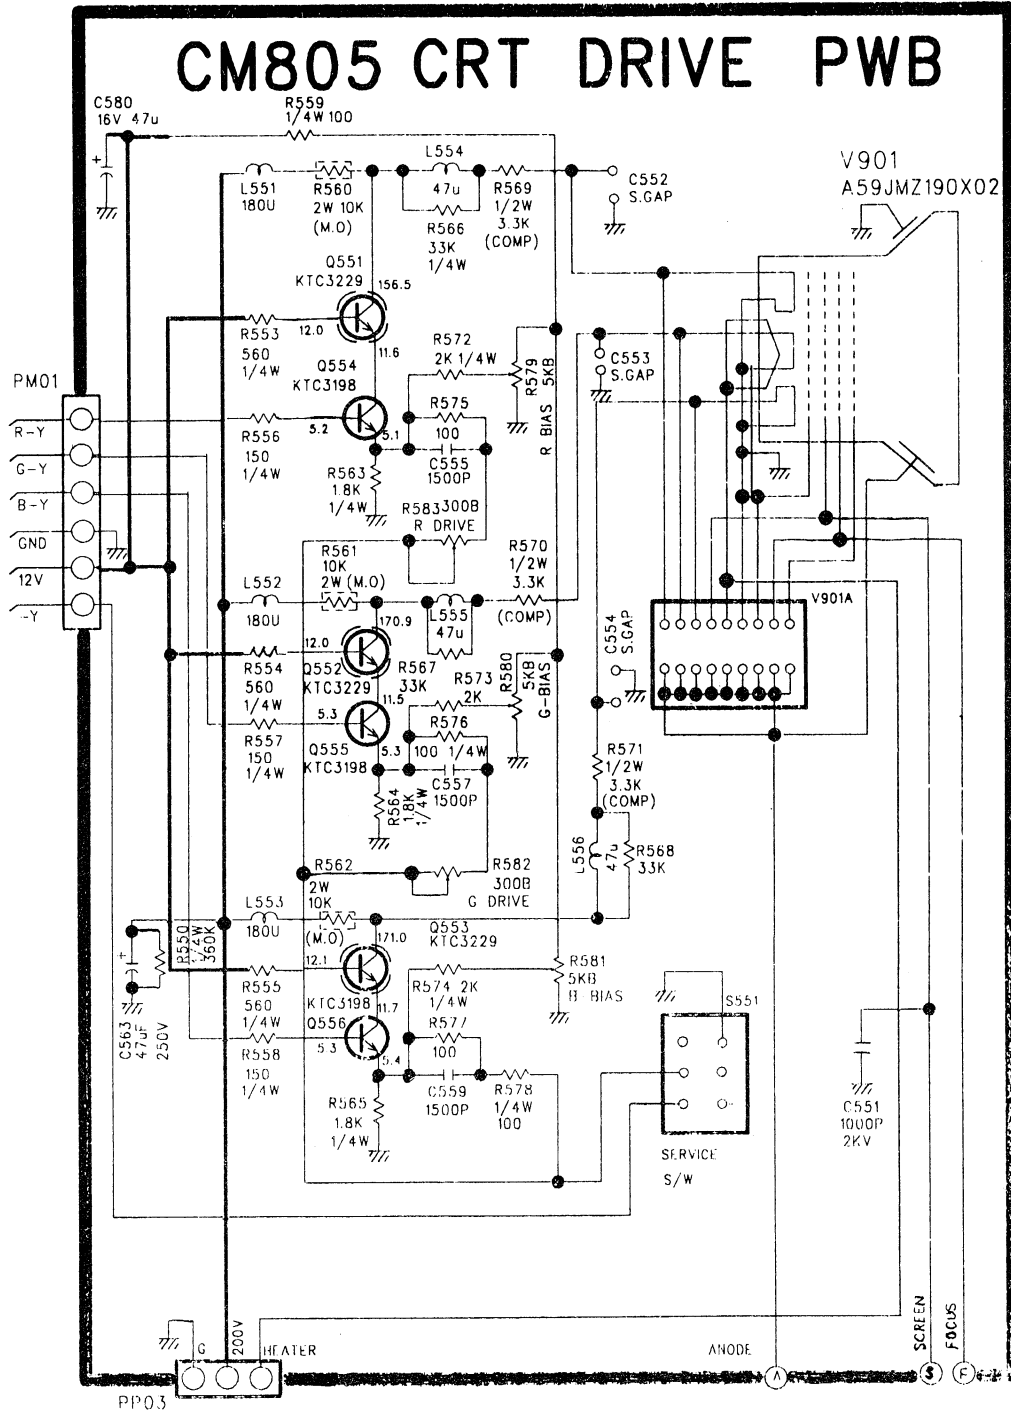 CM805 CRT DRIVE PWB
C580
16V 47u
R559
1/4W 100
L551
180U
R560
2W 10K
(M.O)
L554
47u
R566
33K
1/4W
R569
1/2W
3.3K
(COMP)
C552
S.GAP
V901
A59JMZ190X02
Q551
KTC3229
156.5
12.0
11.6
R553
560
1/4W
Q554
KTC3198
R572
2K 1/4W
R579
5KB
R BIAS
C553
S.GAP
PM01
R-Y
G-Y
B-Y
GND
12V
-Y
R556
150
1/4W
5.2
5.1
R575
100
C555
1500P
R563
1.8K
1/4W
R583 300B
R DRIVE
R561
10K
2W (M.O)
R570
1/2W
3.3K
(COMP)
L552
180U
170.9
L555
47u
C554
S.GAP
V901A
12.0
R554
560
1/4W
Q552
KTC3229
11.5
R567
33K
R573
2K
R580
5KB
G-BIAS
5.3
R557
150
1/4W
Q555
KTC3198
5.3
R576
100 1/4W
C557
1500P
R564
1.8K
1/4W
R571
1/2W
3.3K
(COMP)
L556
47u
R568
33K
R562
2W
10K
(M.O)
R582
300B
G DRIVE
L553
180U
R550
1/4W
360K
171.0
Q553
KTC3229
12.1
R555
560
1/4W
KTC3198
11.7
Q556
R574 2K
1/4W
R581
5KB
B BIAS
S551
C563
47uF
250V
R558
150
1/4W
5.3
5.4
R577
100
C559
1500P
R578
1/4W
100
R565
1.8K
1/4W
C551
1000P
2KV
SERVICE
S/W
G
200V
HEATER
PP03
ANODE
A
SCREEN
S
FOCUS
F